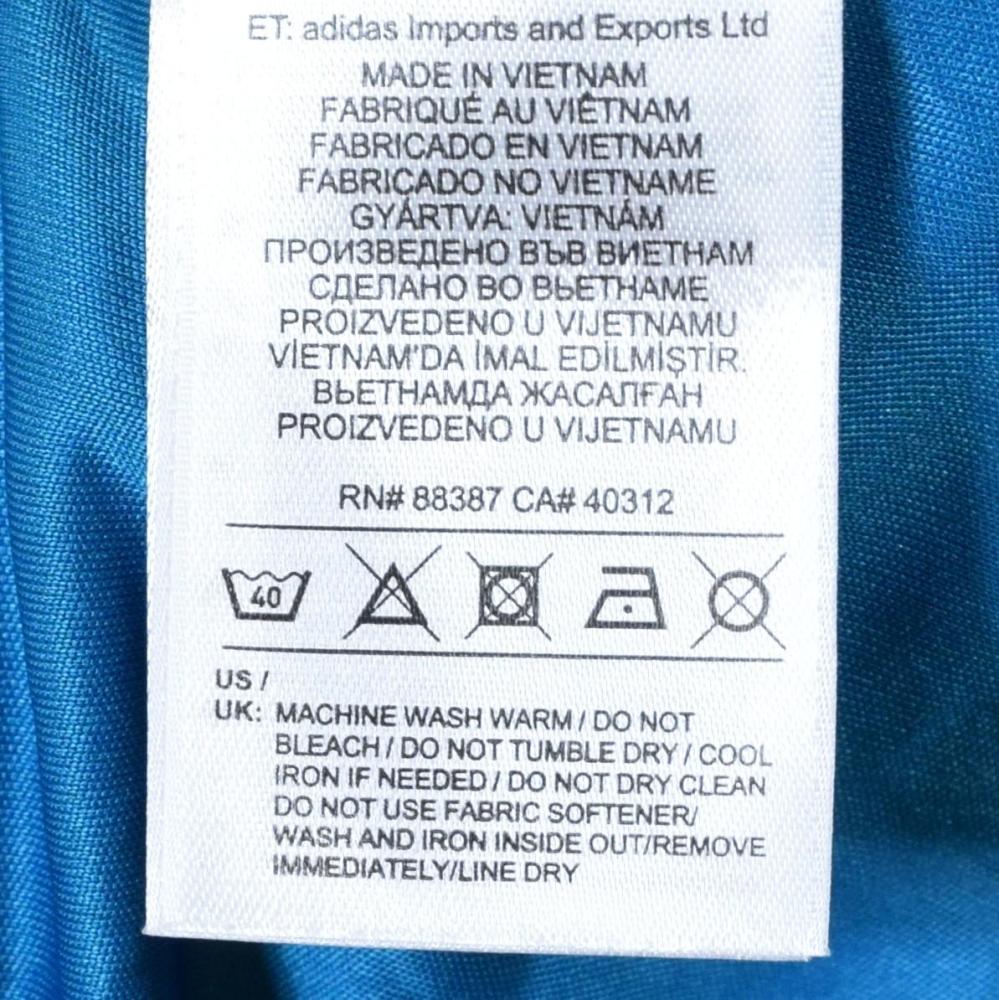 ET: adidas Imports and Exports Ltd
MADE IN VIETNAM
FABRIQUÉ AU VIÊTNAM
FABRICADO EN VIETNAM
FABRICADO NO VIETNAME
GYÁRTVA: VIETNÁM
ПРОИЗВЕДЕНО ВЪВ ВИЕТНАМ
СДЕЛАНО ВО ВЬЕТНАМЕ
PROIZVEDENO U VIJETNAMU
VİETNAM'DA İMAL EDİLMİŞTİR.
ВЬЕТНАМДА ЖАСАЛҒАН
PROIZVEDENO U VIJETNAMU
RN# 88387 CA# 40312
40
US /
UK: MACHINE WASH WARM / DO NOT
BLEACH / DO NOT TUMBLE DRY / COOL
IRON IF NEEDED / DO NOT DRY CLEAN
DO NOT USE FABRIC SOFTENER/
WASH AND IRON INSIDE OUT/REMOVE
IMMEDIATELY/LINE DRY